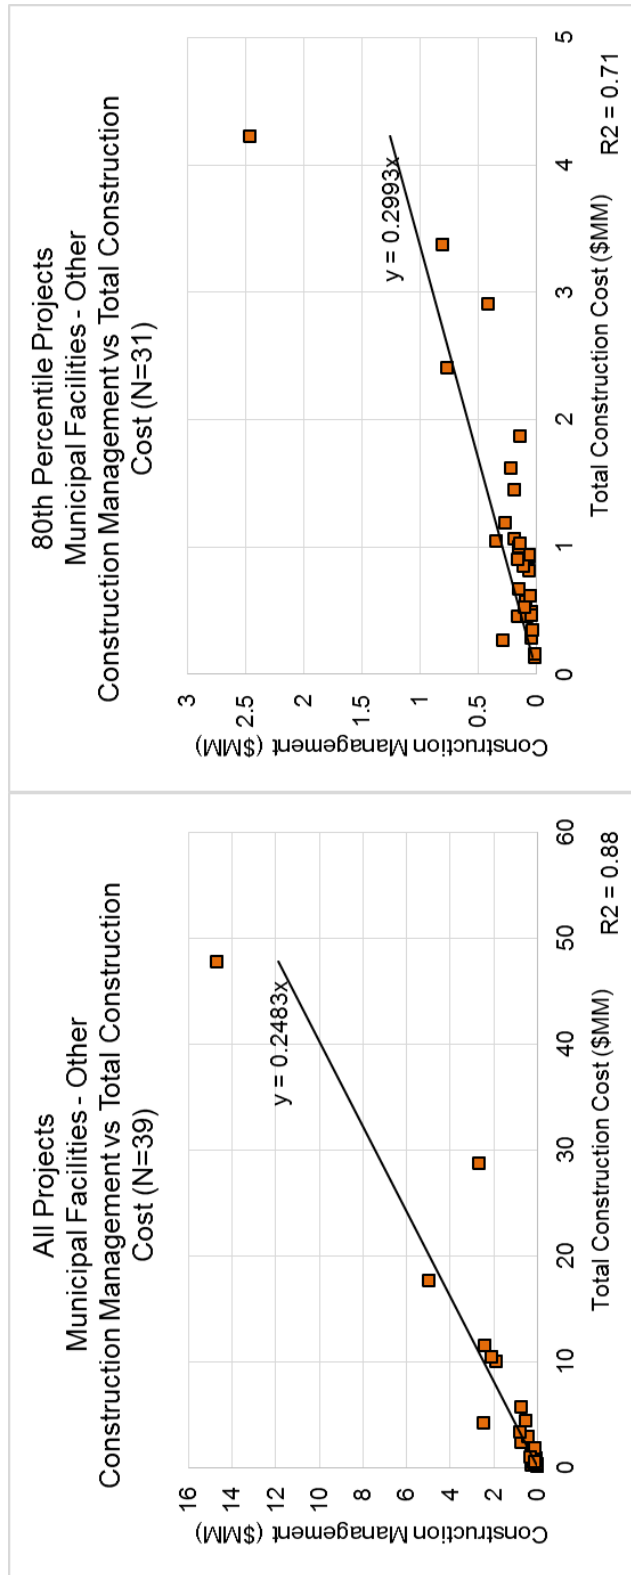 All Projects
Municipal Facilities - Other
Construction Management vs Total Construction
Cost (N=39)
Construction Management ($MM)
16
14
12
10
8
6
4
2
0
y = 0.2483x
0
10
20
30
40
50
60
Total Construction Cost ($MM)
R2 = 0.88
80th Percentile Projects
Municipal Facilities - Other
Construction Management vs Total Construction
Cost (N=31)
Construction Management ($MM)
3
2.5
2
1.5
1
0.5
0
y = 0.2993x
0
1
2
3
4
5
Total Construction Cost ($MM)
R2 = 0.71